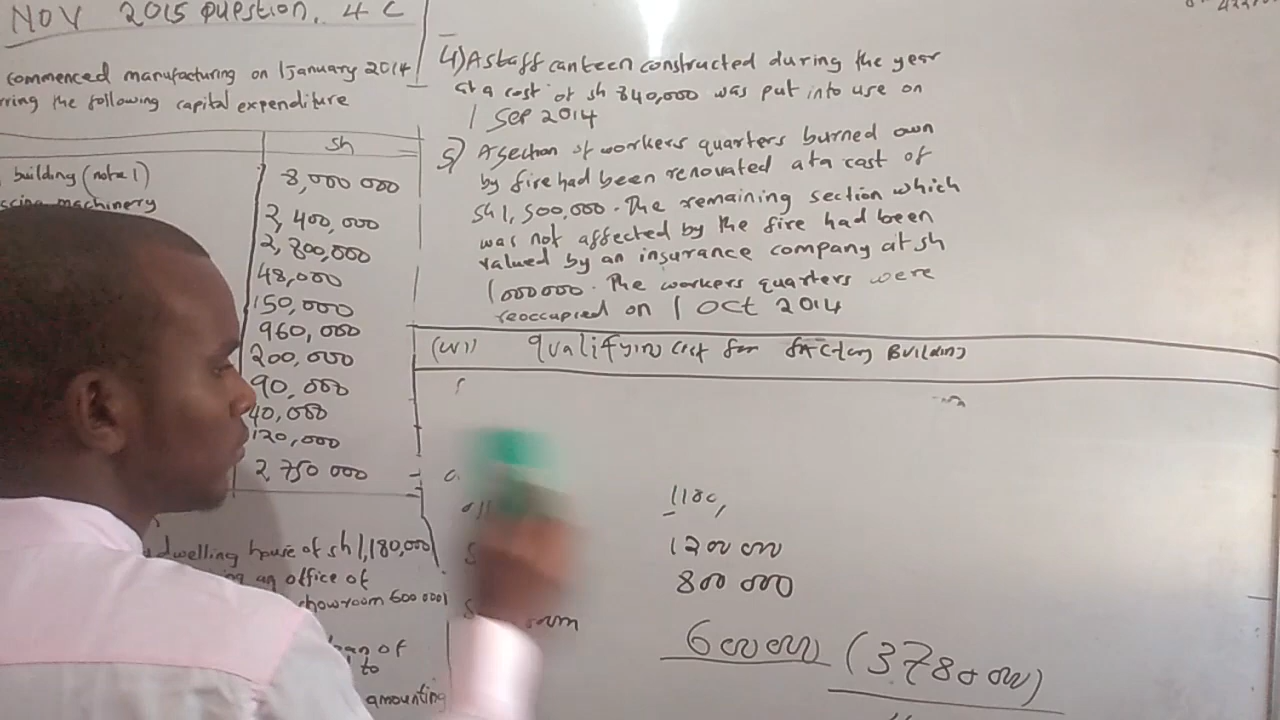 NOV 2015 QUESTION, 4 C
commenced manufacturing on 1 January 2014
rring the following capital expenditure
sh
building (note 1) 8,000 000
machinery
2,400,000
2,800,000
48,000
150,000
960,000
200,000
90,000
40,000
120,000
2 750 000
dwelling house of sh 1,180,000
an office of
showroom 600 000
to
amounting
4) A staff canteen constructed during the year
at a cost of sh 840,000 was put into use on
1 Sep 2014
5) A section of workers quarters burned own
by fire had been renovated at a cost of
sh 1,500,000. The remaining section which
was not affected by the fire had been
valued by an insurance company at sh
1 000000. The workers quarters were
reoccupied on 1 OCT 2014
(W1) Qualifying cost for factory Building
1180,
1200 000
800 000
600 000 (3780 000)